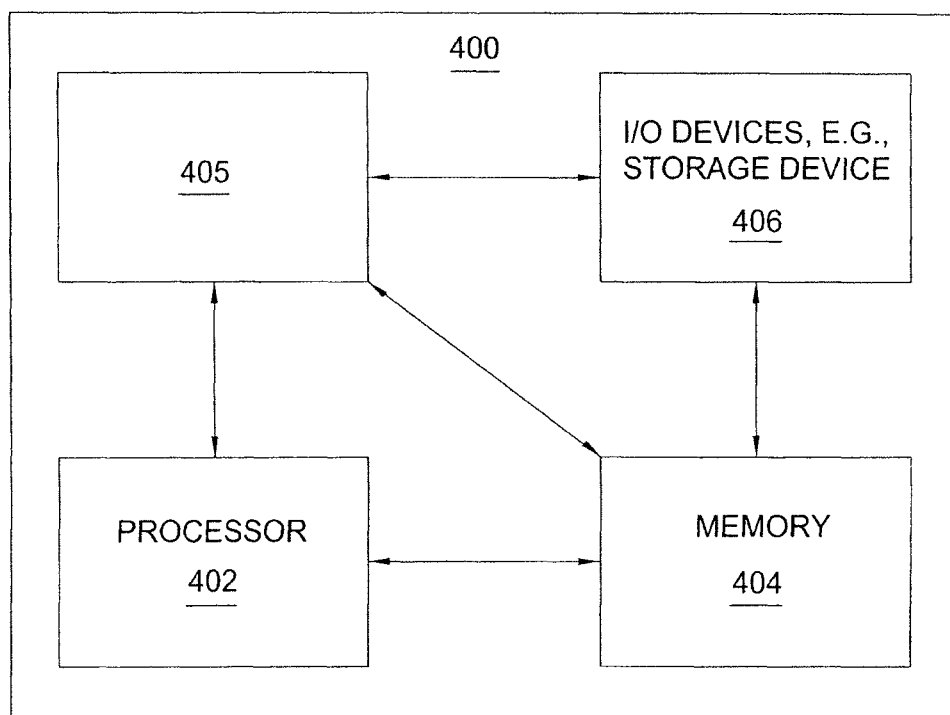 400
405
I/O DEVICES, E.G.,
STORAGE DEVICE
406
PROCESSOR
402
MEMORY
404